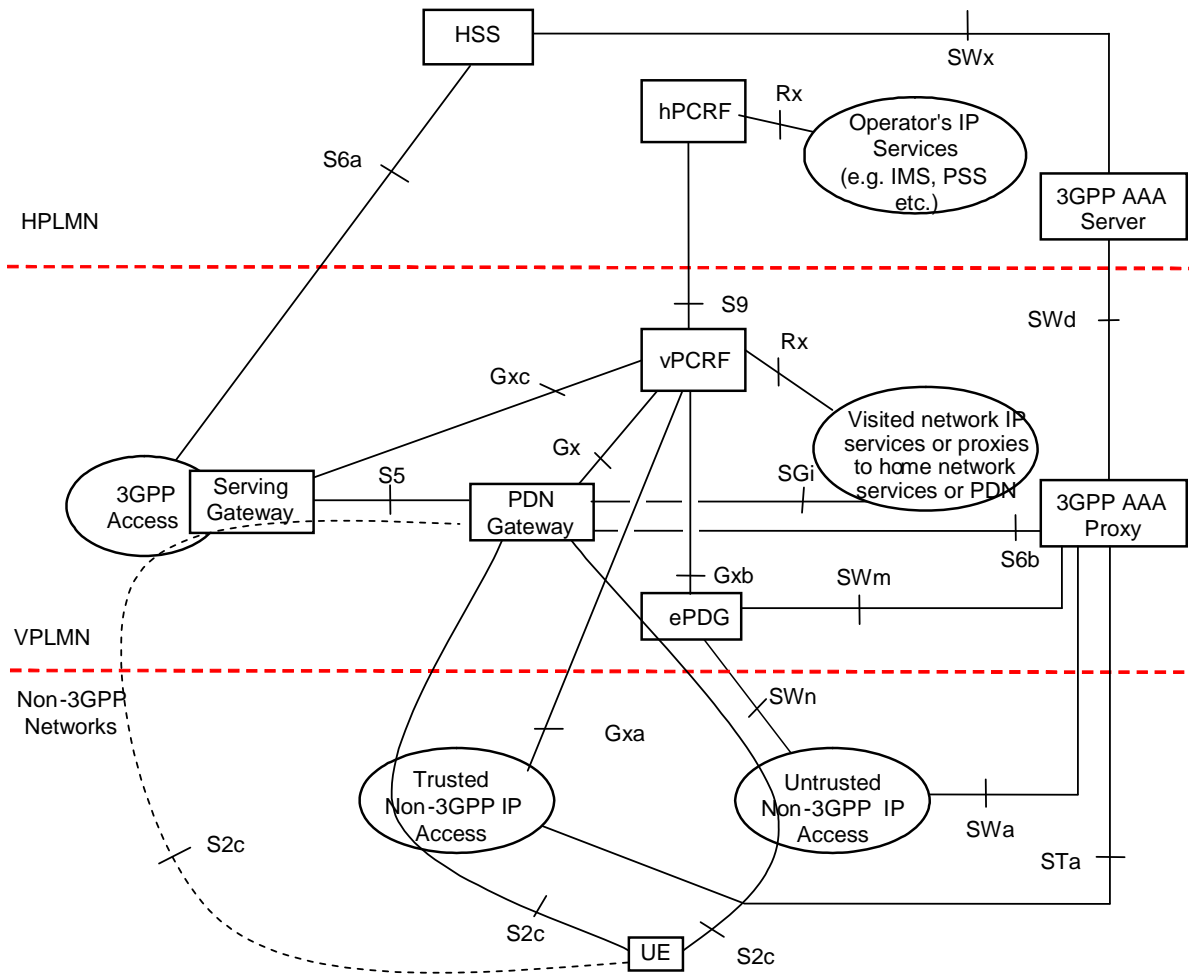 HSS
SWx
hPCRF
Rx
Operator's IP
Services
(e.g. IMS, PSS
etc.)
S6a
3GPP AAA
Server
HPLMN
S9
SWd
vPCRF
Rx
Gxc
Visited network IP
services or proxies
to home network
services or PDN
Gx
SGi
S5
3GPP
Access
Serving
Gateway
PDN
Gateway
3GPP AAA
Proxy
S6b
Gxb
SWm
ePDG
VPLMN
Non-3GPP
Networks
SWn
Gxa
Trusted
Non-3GPP IP
Access
Untrusted
Non-3GPP IP
Access
SWa
S2c
STa
S2c
S2c
UE